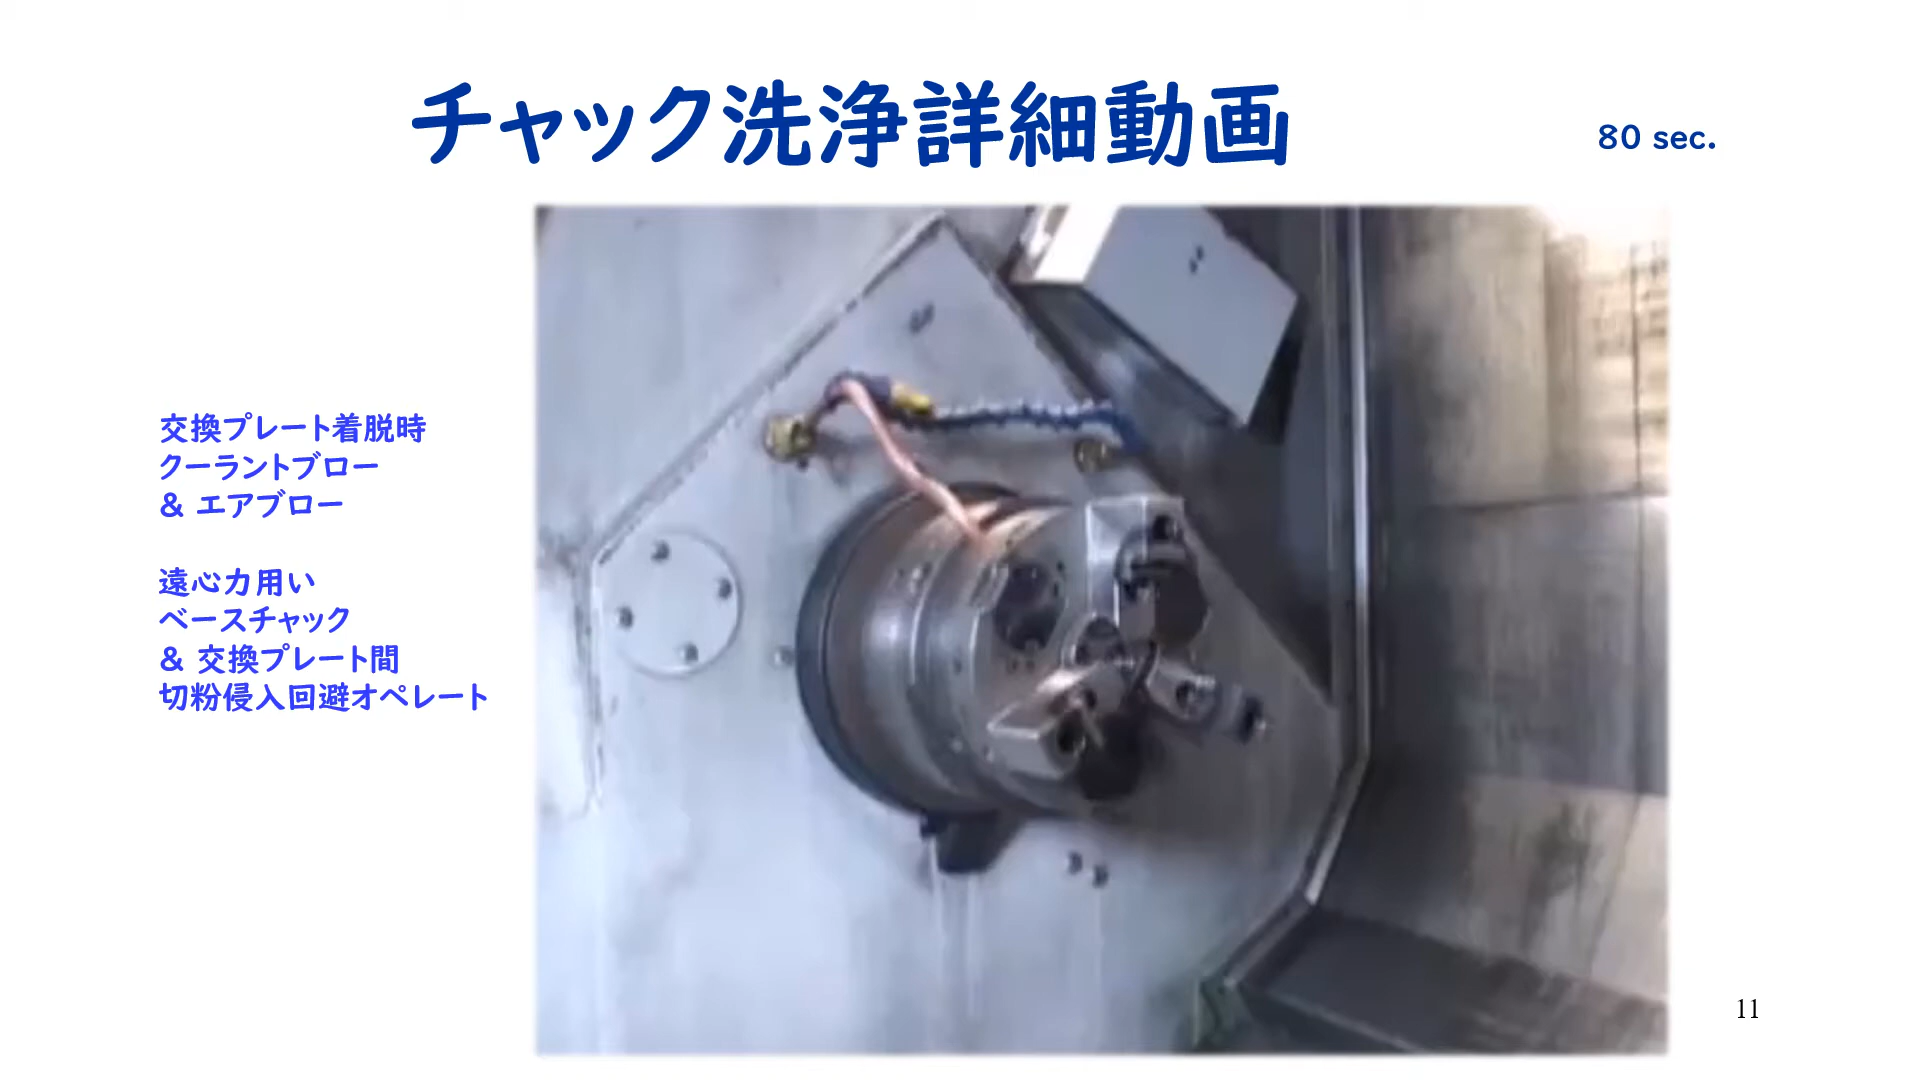 チャック洗浄詳細動画
80 sec.
交換プレート着脱時
クーラントブロー
& エアブロー
遠心力用い
ベースチャック
& 交換プレート間
切粉侵入回避オペレート
11